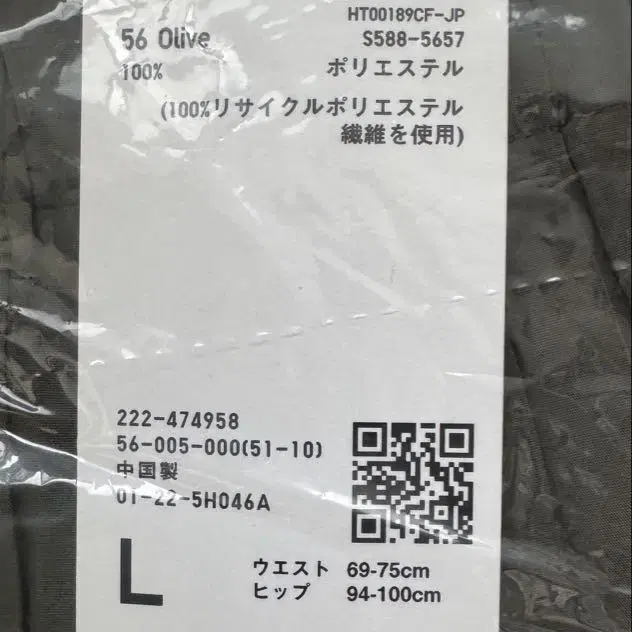 HT00189CF-JP
56 Olive S588-5657
100% ポリエステル
(100%リサイクルポリエステル
繊維を使用)
222-474958
56-005-000(51-10)
中国製
01-22-5H046A
L
ウエスト 69-75cm
ヒップ 94-100cm